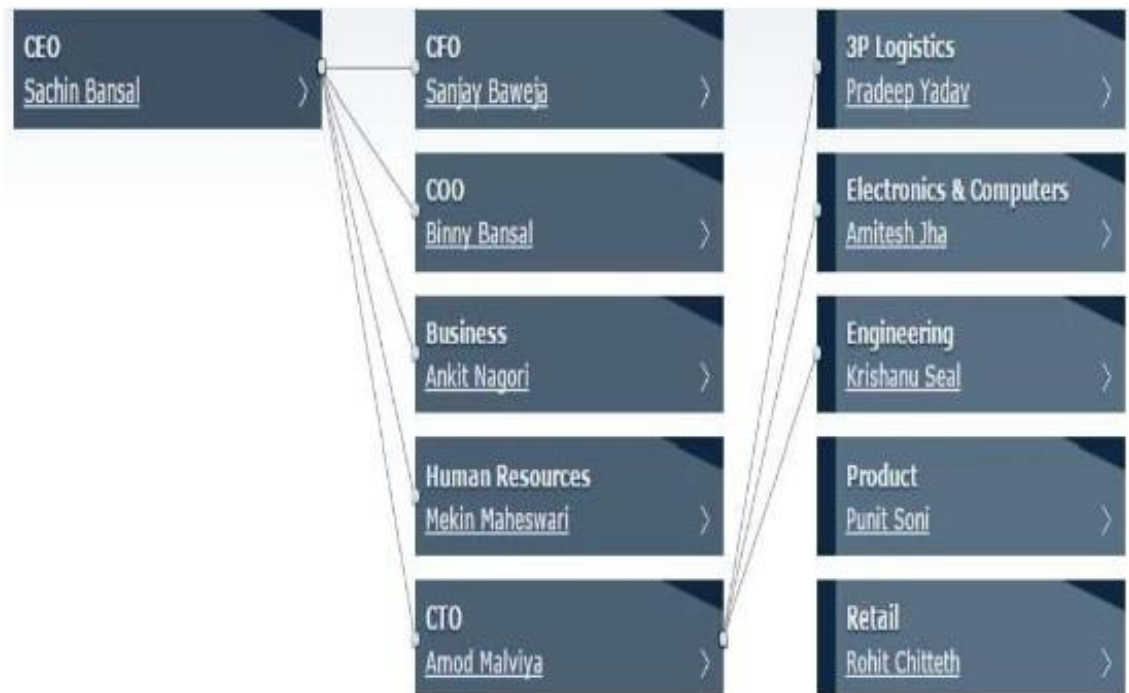 CEO
Sachin Bansal
CFO
Sanjay Baweja
COO
Binny Bansal
Business
Ankit Nagori
Human Resources
Mekin Maheswari
CTO
Amod Malviya
3P Logistics
Pradeep Yadav
Electronics & Computers
Amitesh Jha
Engineering
Krishanu Seal
Product
Punit Soni
Retail
Rohit Chitteth